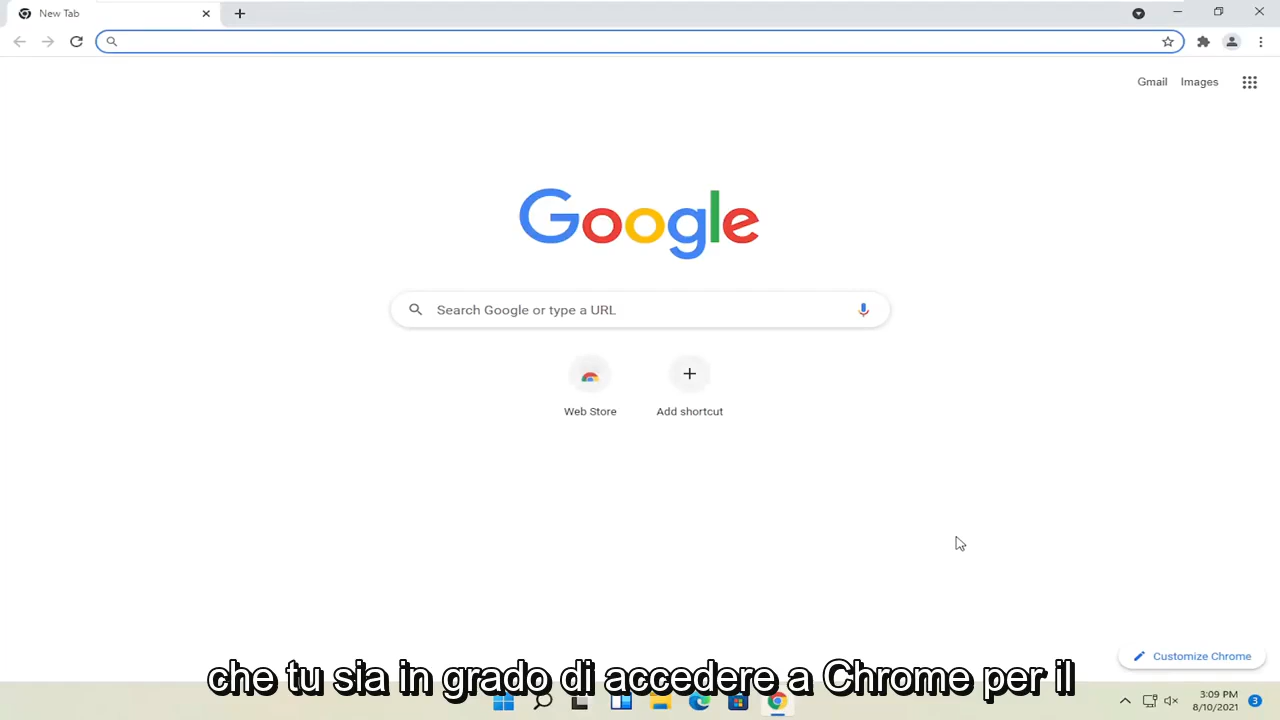 New Tab
Gmail Images
Google
Search Google or type a URL
Web Store
Add shortcut
Customize Chrome
che tu sia in grado di accedere a Chrome per il
3:09 PM
8/10/2021
3